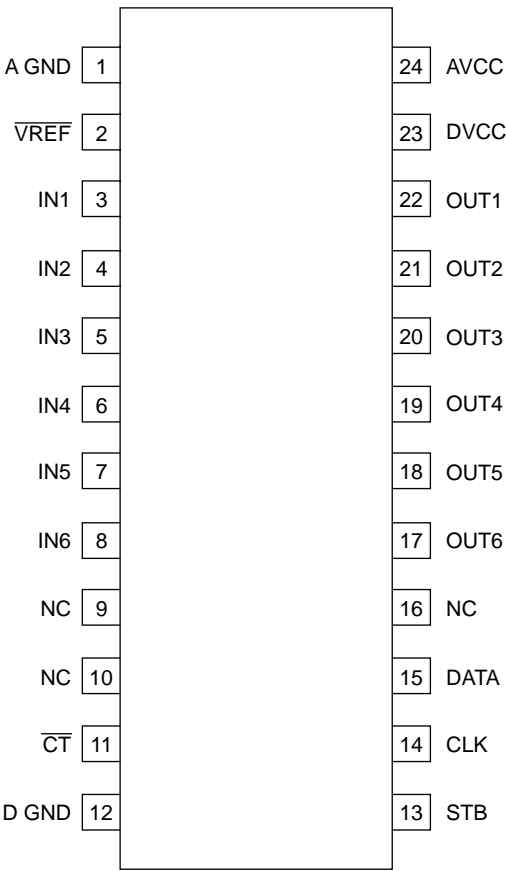 A GND 1 24 AVCC
VREF 2 23 DVCC
IN1 3 22 OUT1
IN2 4 21 OUT2
IN3 5 20 OUT3
IN4 6 19 OUT4
IN5 7 18 OUT5
IN6 8 17 OUT6
NC 9 16 NC
NC 10 15 DATA
CT 11 14 CLK
D GND 12 13 STB